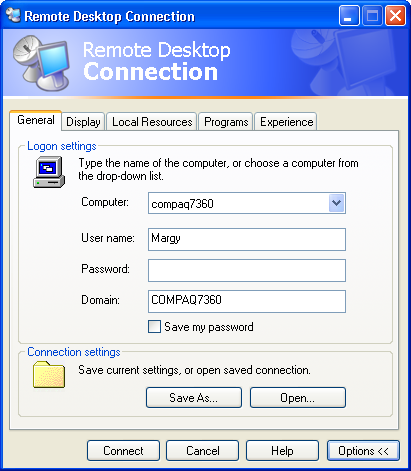 Remote Desktop Connection
Remote Desktop
Connection
General Display Local Resources Programs Experience
Logon settings
Type the name of the computer, or choose a computer from
the drop-down list.
Computer: compaq7360
User name: Margy
Password:
Domain: COMPAQ7360
Save my password
Connection settings
Save current settings, or open saved connection.
Save As... Open...
Connect Cancel Help Options <<